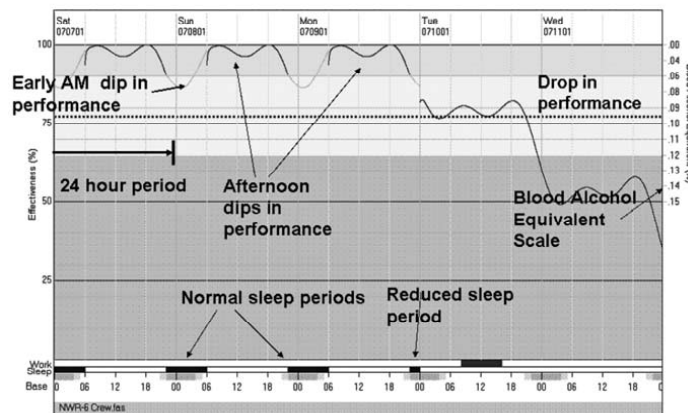 Sat
070701
Sun
070801
Mon
070901
Tue
071001
Wed
071101
100
75
50
25
Effectiveness (%)
.00
.04
.06
.08
.09
.10
.11
.12
.13
.14
.15
Early AM dip in
performance
24 hour period
Afternoon
dips in
performance
Drop in
performance
Blood Alcohol
Equivalent
Scale
Normal sleep periods
Reduced sleep
period
Work
Sleep
Base
06 12 18 00 06 12 18 00 06 12 18 00 06 12 18 00 06 12 18 0
NWR-6 Crew.fas